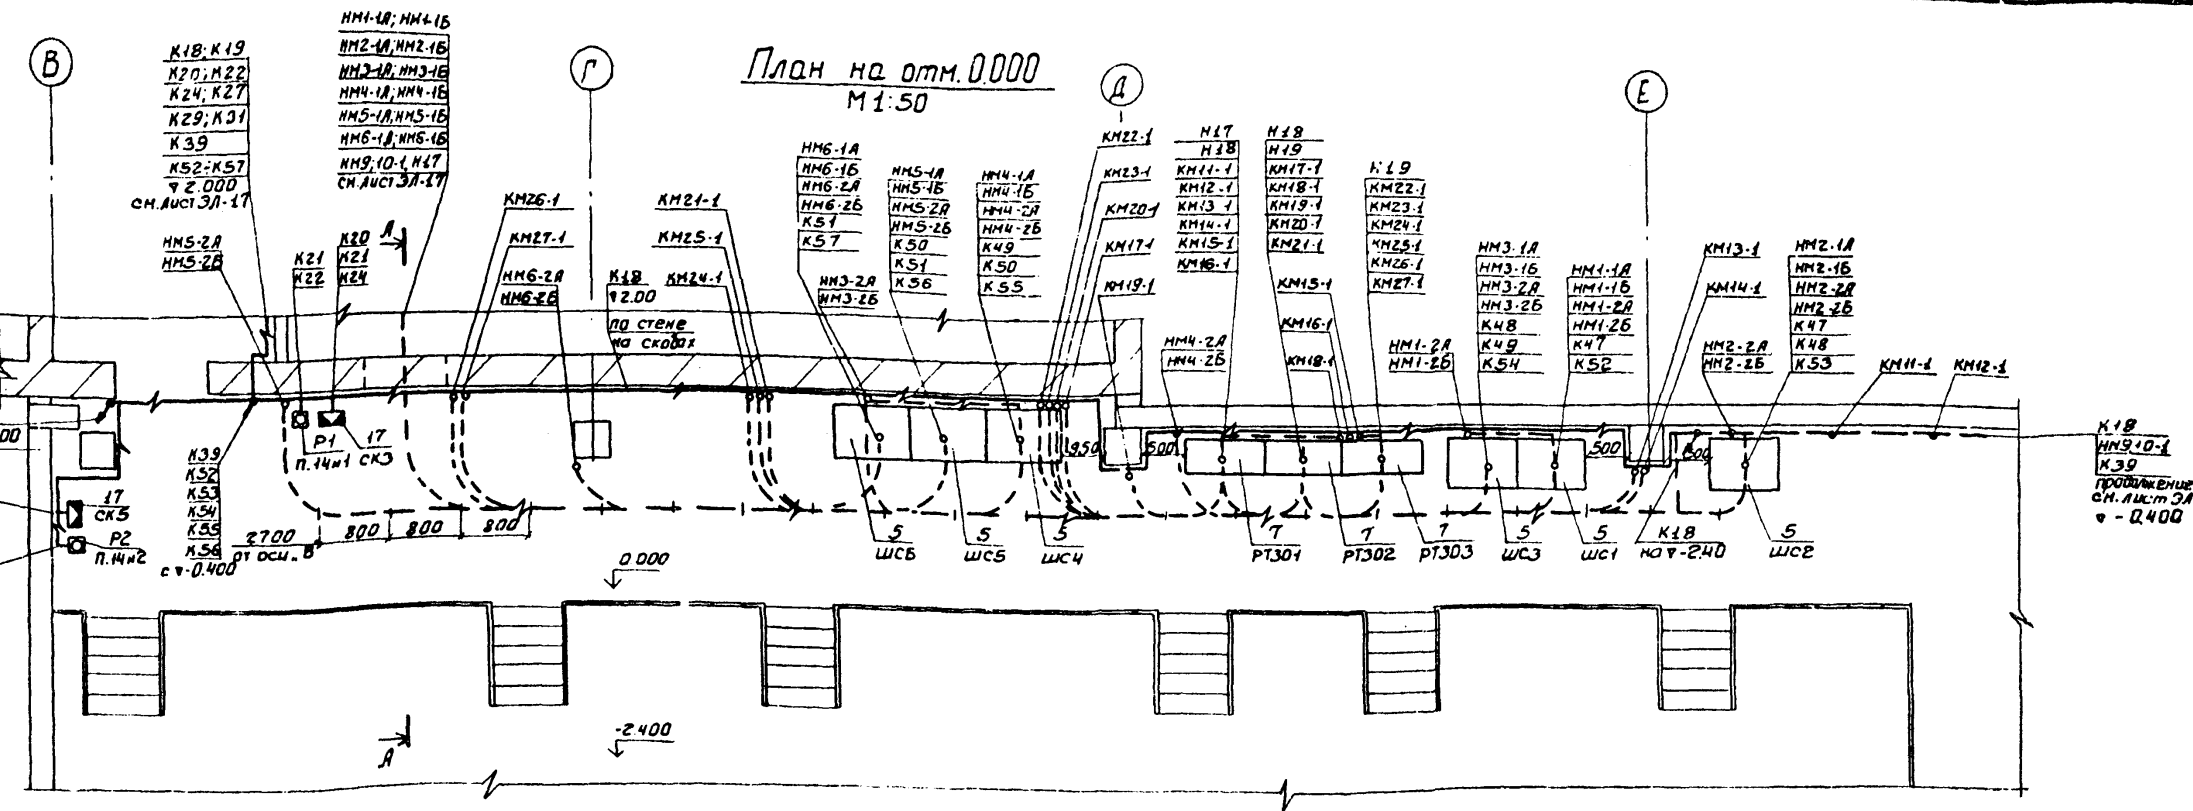 План на отм. 0.000
М 1:50
В
Г
Д
Е
К18; К19
К20; К22
К24; К27
К29; К31
К39
К52÷К57
▽ 2.000
см. лист ЭЛ-17
НМ1-1А; НМ1-1Б
НМ2-1А; НМ2-1Б
НМ3-1А; НМ3-1Б
НМ4-1А; НМ4-1Б
НМ5-1А; НМ5-1Б
НМ6-1А; НМ6-1Б
НМ9; 10-1, Н17
см. лист ЭЛ-17
НМ5-2А
НМ5-2Б
К21
К22
К20
К21
К24
А
КМ26-1
КМ27-1
НМ6-2А
НМ6-2Б
К18
▽2.00
по стене
на скобах
КМ21-1
КМ25-1
КМ24-1
НМ6-1А
НМ6-1Б
НМ6-2А
НМ6-2Б
К51
К57
НМ3-2А
НМ3-2Б
НМ5-1А
НМ5-1Б
НМ5-2А
НМ5-2Б
К50
К51
К56
НМ4-1А
НМ4-1Б
НМ4-2А
НМ4-2Б
К49
К50
К55
КМ22-1
КМ23-1
КМ20-1
КМ17-1
КМ19-1
Н17
Н18
КМ11-1
КМ12-1
КМ13-1
КМ14-1
КМ15-1
КМ16-1
НМ4-2А
НМ4-2Б
Н18
Н19
КМ17-1
КМ18-1
КМ19-1
КМ20-1
КМ21-1
КМ15-1
КМ16-1
КМ18-1
К19
КМ22-1
КМ23-1
КМ24-1
КМ25-1
КМ26-1
КМ27-1
НМ1-2А
НМ1-2Б
НМ3-1А
НМ3-1Б
НМ3-2А
НМ3-2Б
К48
К49
К54
НМ1-1А
НМ1-1Б
НМ1-2А
НМ1-2Б
К47
К52
КМ13-1
КМ14-1
НМ2-2А
НМ2-2Б
НМ2-1А
НМ2-1Б
НМ2-2А
НМ2-2Б
К47
К48
К53
КМ11-1
КМ12-1
К18
НМ9,10-1
К39
продолжение
см. лист ЭЛ
▽ -0.400
00
Р1
П.14м1
17
СК3
17
СК5
Р2
П.14м2
К39
К52
К53
К54
К55
К56
с ▽-0.400
2700
от оси „В
800
800
800
950
500
500
500
5
ШС6
5
ШС5
5
ШС4
7
РТЗ01
7
РТЗ02
7
РТЗ03
5
ШС3
5
ШС1
К18
на ▽-2.40
5
ШС2
0.000
-2.400
А